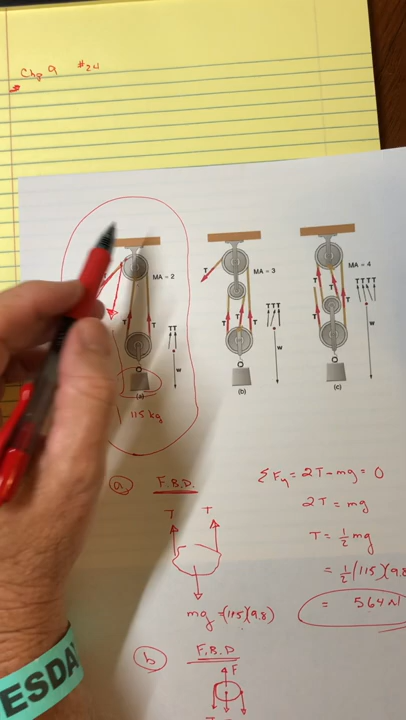 Chp 9 #24
MA = 2
MA = 3
MA = 4
T
T
T
T
T
T
T
T
T
T
T T
T T T
T T T T
w
w
w
(a)
(b)
(c)
115 kg
a F.B.D.
T T
mg = (115)(9.8)
ΣFy = 2T - mg = 0
2T = mg
T = 1/2 mg
= 1/2 (115)(9.8
= 564 N
b F.B.D
F
ESDAY